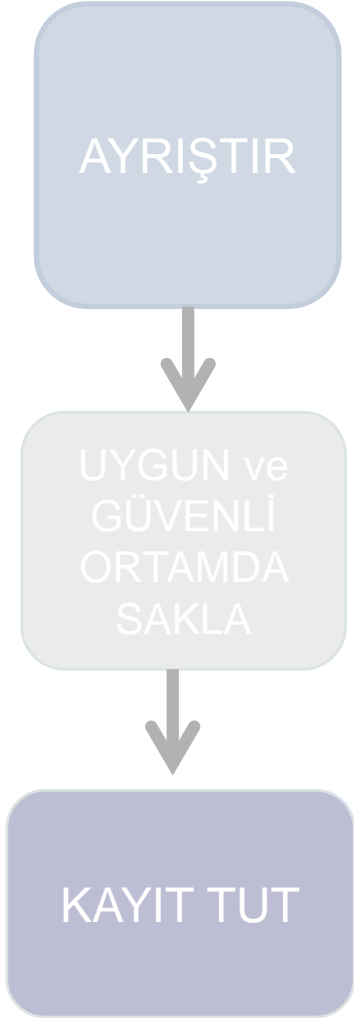 AYRIŞTIR
UYGUN ve
GÜVENLİ
ORTAMDA
SAKLA
KAYIT TUT